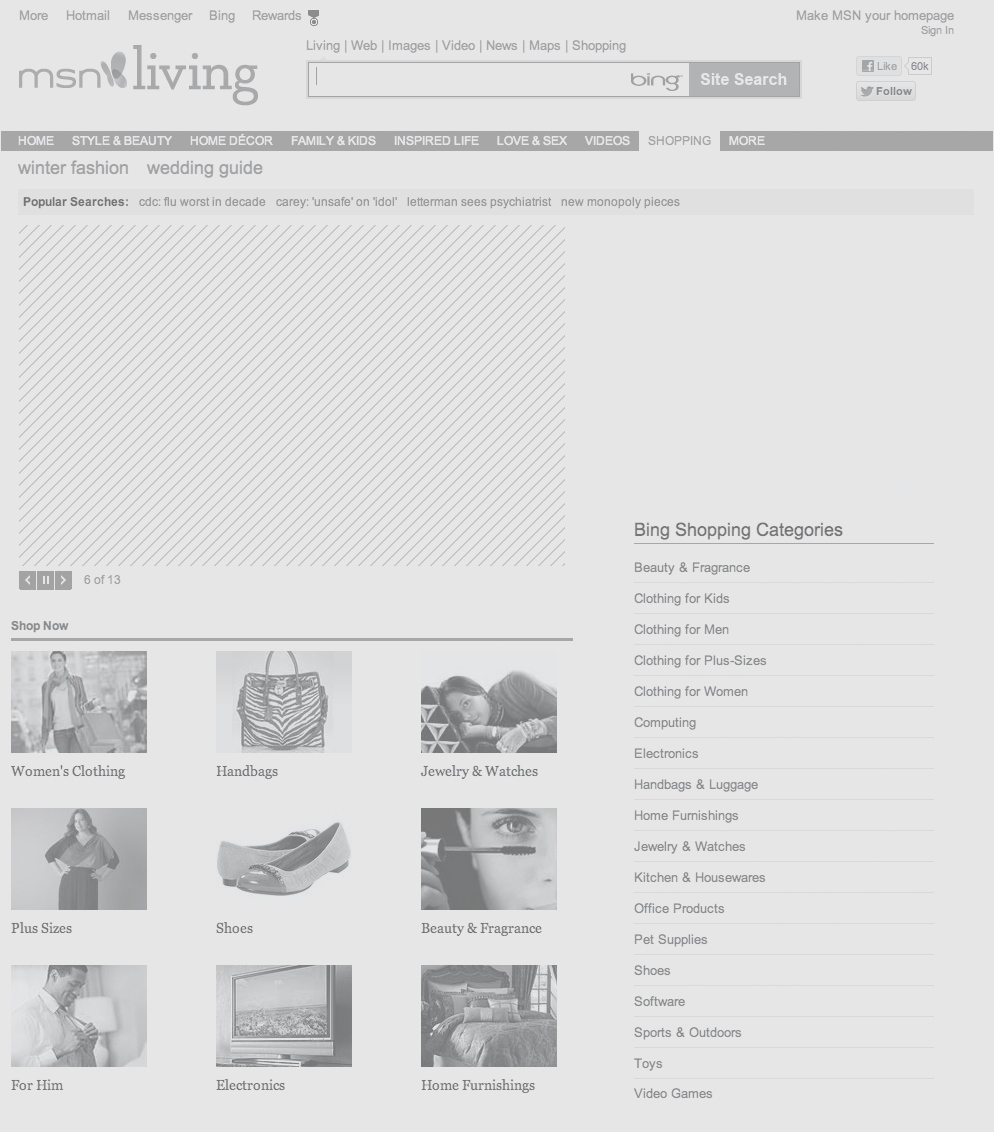 More Hotmail Messenger Bing Rewards
Make MSN your homepage
Sign In
msn living
Living | Web | Images | Video | News | Maps | Shopping
bing Site Search
Like 60k
Follow
HOME STYLE & BEAUTY HOME DÉCOR FAMILY & KIDS INSPIRED LIFE LOVE & SEX VIDEOS SHOPPING MORE
winter fashion wedding guide
Popular Searches: cdc: flu worst in decade carey: 'unsafe' on 'idol' letterman sees psychiatrist new monopoly pieces
6 of 13
Shop Now
Women's Clothing Handbags Jewelry & Watches
Plus Sizes Shoes Beauty & Fragrance
For Him Electronics Home Furnishings
Bing Shopping Categories
Beauty & Fragrance
Clothing for Kids
Clothing for Men
Clothing for Plus-Sizes
Clothing for Women
Computing
Electronics
Handbags & Luggage
Home Furnishings
Jewelry & Watches
Kitchen & Housewares
Office Products
Pet Supplies
Shoes
Software
Sports & Outdoors
Toys
Video Games